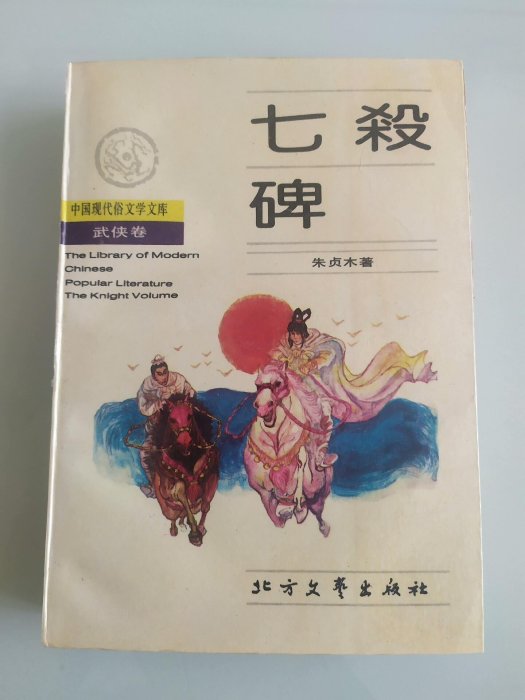 七殺
碑
朱贞木著
中国现代俗文学文库
武侠卷
The Library of Modern
Chinese
Popular Literature
The Knight Volume
北方文藝出版社